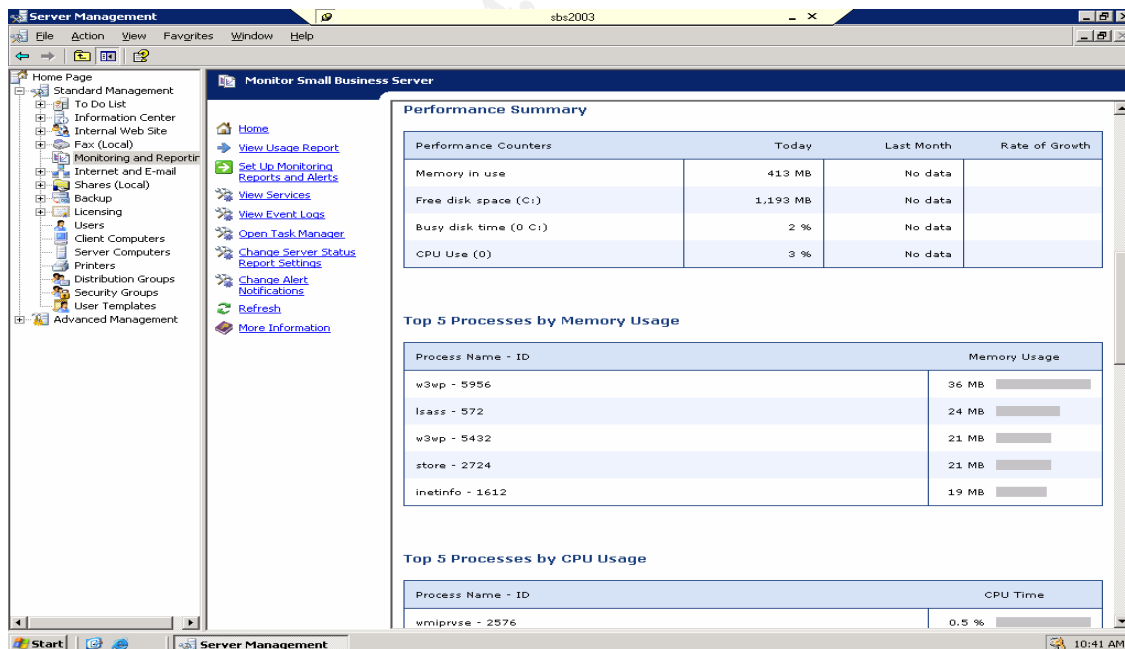 Server Management
sbs2003
File Action View Favorites Window Help
Home Page
Standard Management
To Do List
Information Center
Internal Web Site
Fax (Local)
Monitoring and Reportin
Internet and E-mail
Shares (Local)
Backup
Licensing
Users
Client Computers
Server Computers
Printers
Distribution Groups
Security Groups
User Templates
Advanced Management
Monitor Small Business Server
Home
View Usage Report
Set Up Monitoring
Reports and Alerts
View Services
View Event Logs
Open Task Manager
Change Server Status
Report Settings
Change Alert
Notifications
Refresh
More Information
Performance Summary
Performance Counters Today Last Month Rate of Growth
Memory in use 413 MB No data
Free disk space (C:) 1,193 MB No data
Busy disk time (0 C:) 2 % No data
CPU Use (0) 3 % No data
Top 5 Processes by Memory Usage
Process Name - ID Memory Usage
w3wp - 5956 36 MB
lsass - 572 24 MB
w3wp - 5432 21 MB
store - 2724 21 MB
inetinfo - 1612 19 MB
Top 5 Processes by CPU Usage
Process Name - ID CPU Time
wmiprvse - 2576 0.5 %
Start Server Management 10:41 AM